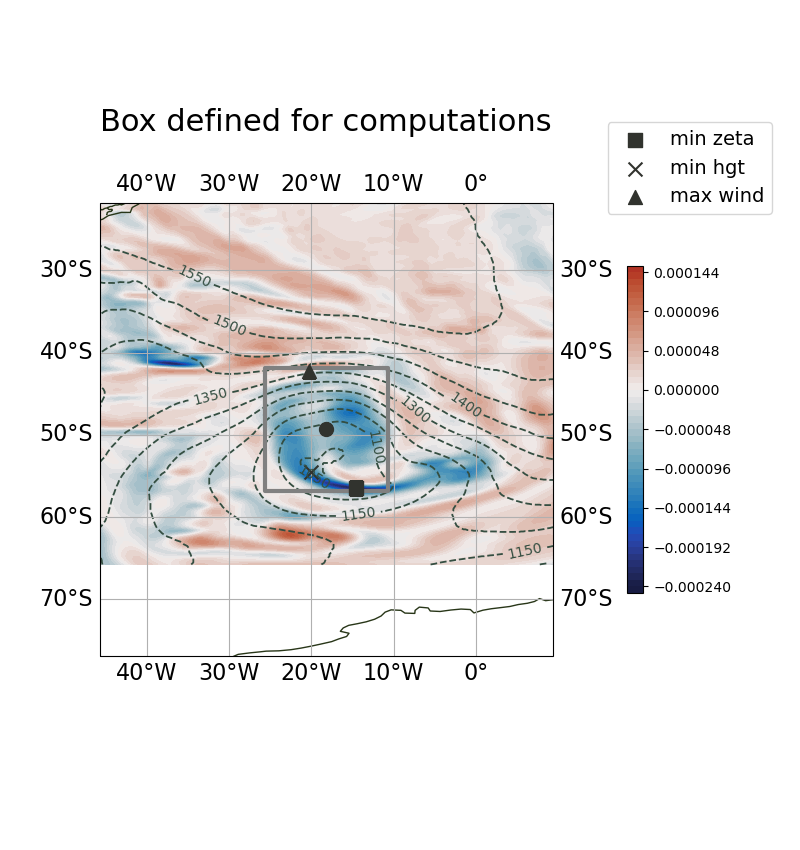 Box defined for computations
min zeta
min hgt
max wind
40°W 30°W 20°W 10°W 0°
30°S 30°S
40°S 40°S
50°S 50°S
60°S 60°S
70°S 70°S
40°W 30°W 20°W 10°W 0°
1550
1500
1350
1300
1400
1100
1150
1150
0.000144
0.000096
0.000048
0.000000
−0.000048
−0.000096
−0.000144
−0.000192
−0.000240